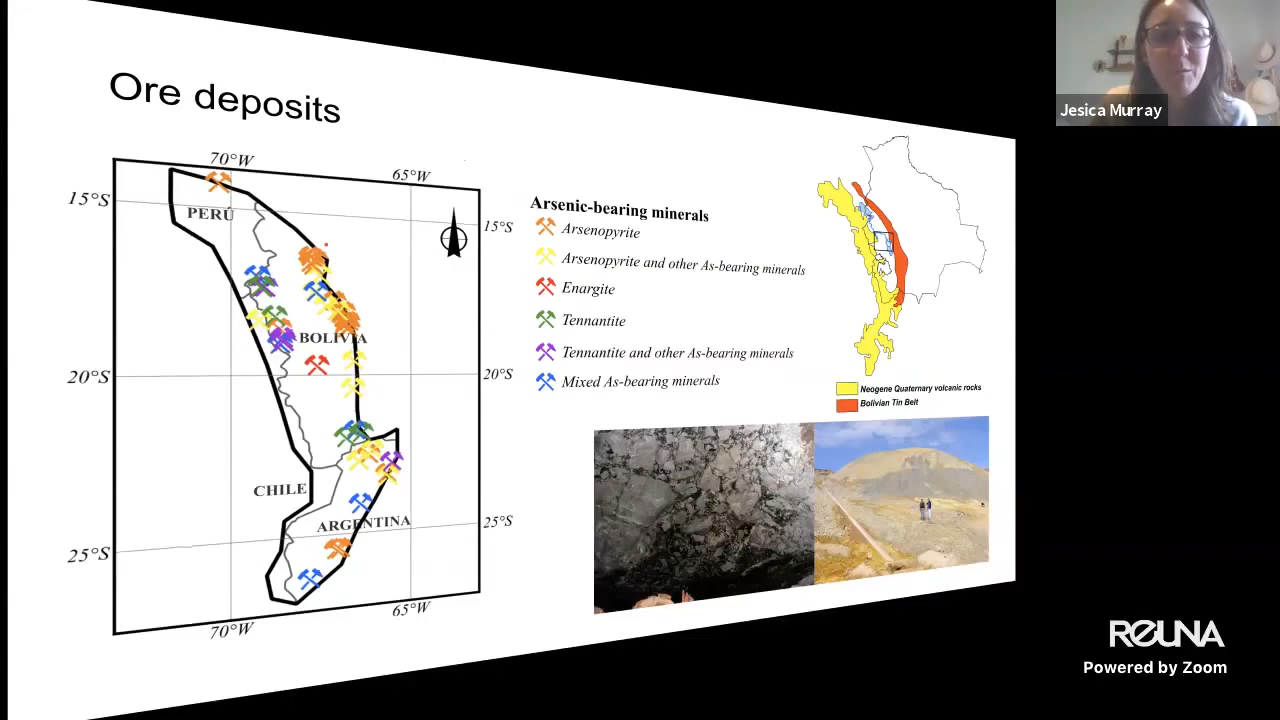 Ore deposits
70°W
65°W
15°S
15°S
PERÚ
BOLIVIA
20°S
20°S
CHILE
ARGENTINA
25°S
25°S
70°W
65°W
Arsenic-bearing minerals
Arsenopyrite
Arsenopyrite and other As-bearing minerals
Enargite
Tennantite
Tennantite and other As-bearing minerals
Mixed As-bearing minerals
Neogene Quaternary volcanic rocks
Bolivian Tin Belt
Jesica Murray
REUNA
Powered by Zoom